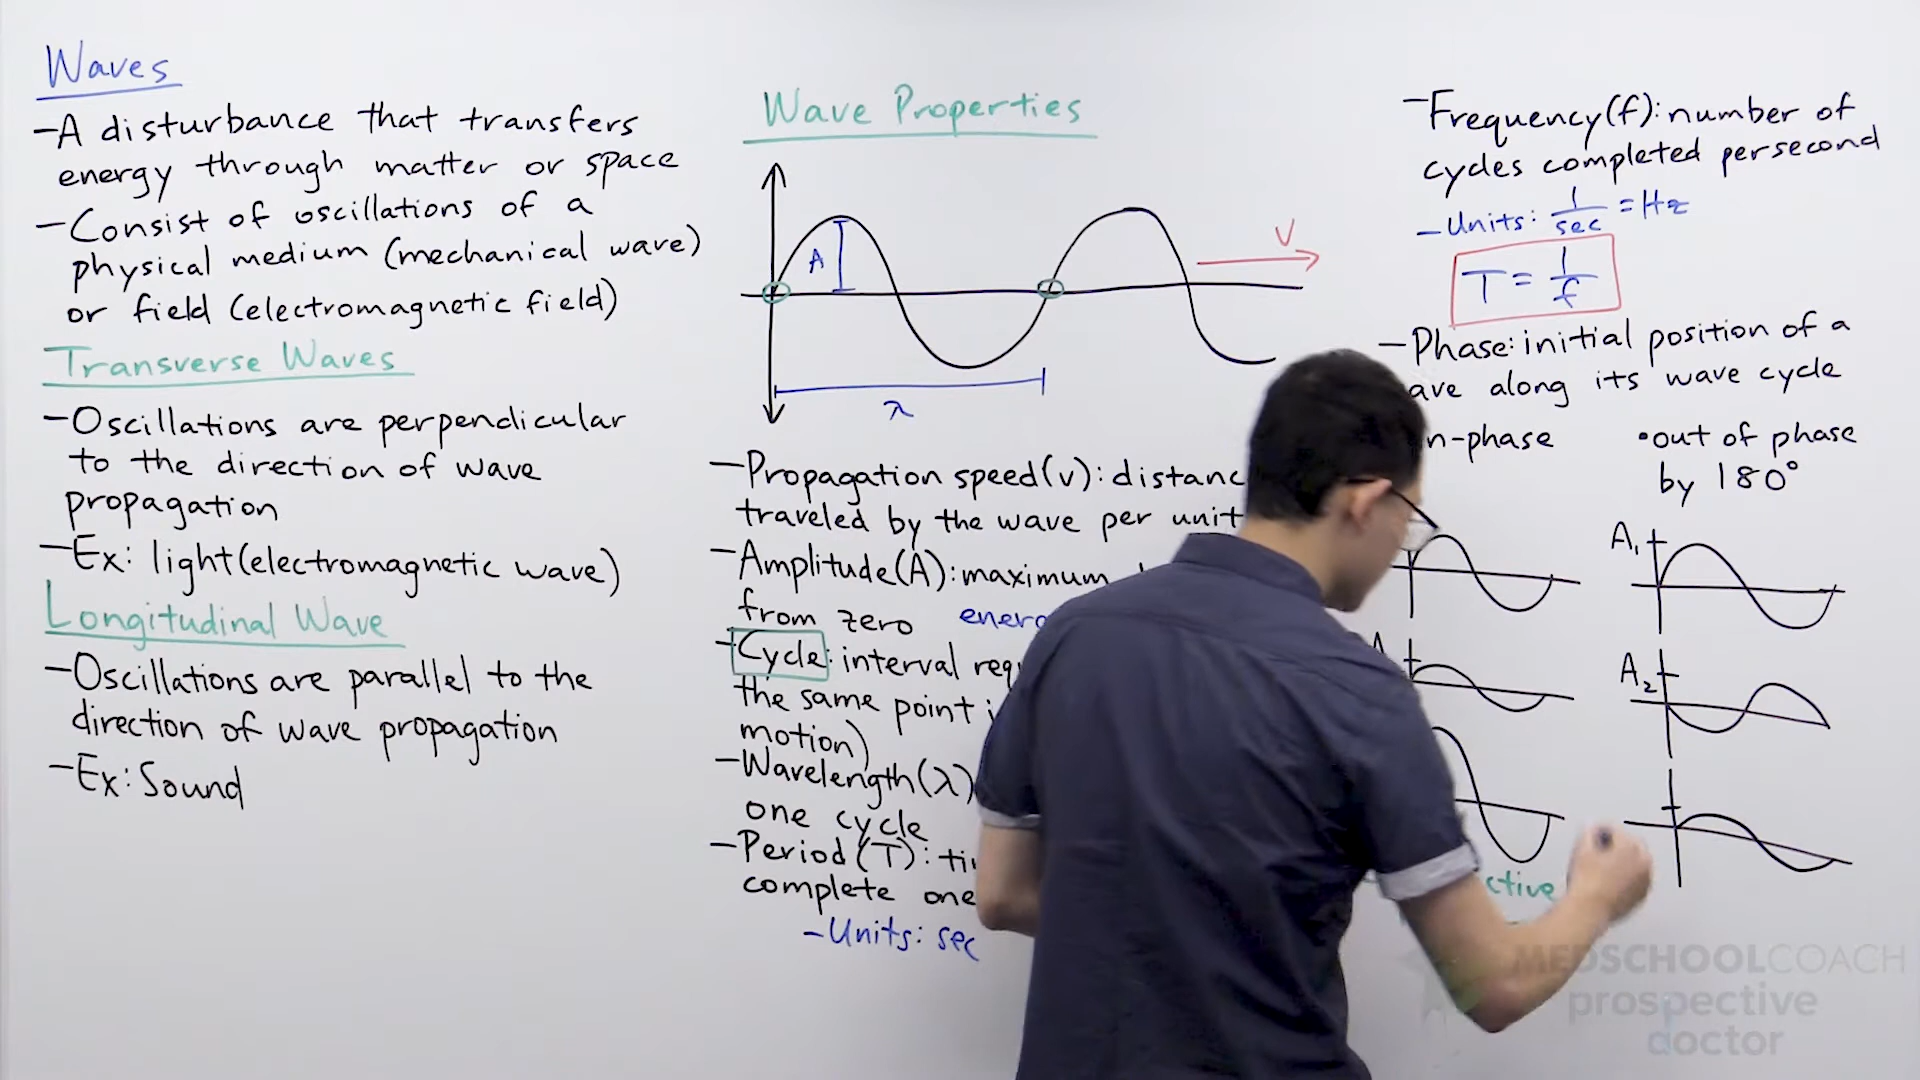 Waves
-A disturbance that transfers
energy through matter or space
-Consist of oscillations of a
physical medium (mechanical wave)
or field (electromagnetic field)
Transverse Waves
-Oscillations are perpendicular
to the direction of wave
propagation
-Ex: light(electromagnetic wave)
Longitudinal Wave
-Oscillations are parallel to the
direction of wave propagation
-Ex: Sound
Wave Properties
A
V
λ
-Propagation speed(v): distanc
traveled by the wave per unit
-Amplitude(A): maximum
from zero
-Cycle: interval
the same point
motion)
-Wavelength(λ)
one cycle
-Period(T):
complete one
-Units: sec
-Frequency(f): number of
cycles completed per second
-Units: 1/sec = Hz
T = 1/f
-Phase: initial position of a
ave along its wave cycle
n-phase
•out of phase
by 180°
A₁
A₂
ctive
MEDSCHOOLCOACH
prospective
doctor